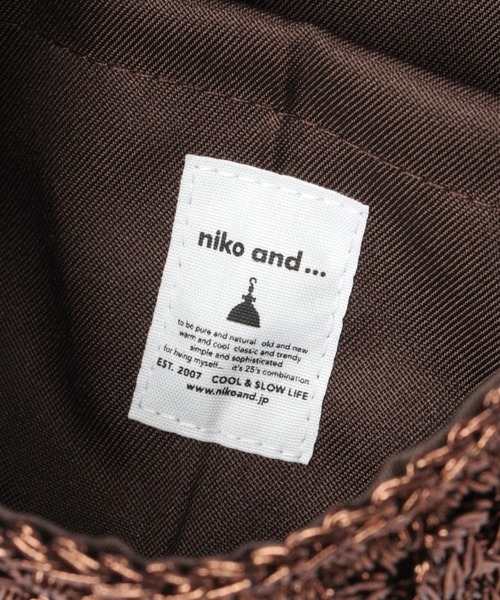 niko and...
to be pure and natural old and new
warm and cool classic and trendy
simple and sophisticated
for being myself... it's 25's combination
EST. 2007 COOL & SLOW LIFE
www.nikoand.jp